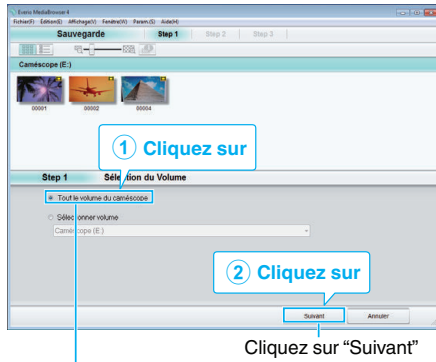 Everio MediaBrowser 4
Fichier(F) Edition(E) Affichage(V) Fenêtre(W) Param.(S) Aide(H)
Sauvegarde Step 1 Step 2 Step 3
Caméscope (E:)
00001 00002 00004
① Cliquez sur
Step 1 Sélection du Volume
Tout le volume du caméscope
Sélectionner volume
Caméscope (E:)
② Cliquez sur
Suivant Annuler
Cliquez sur “Suivant”